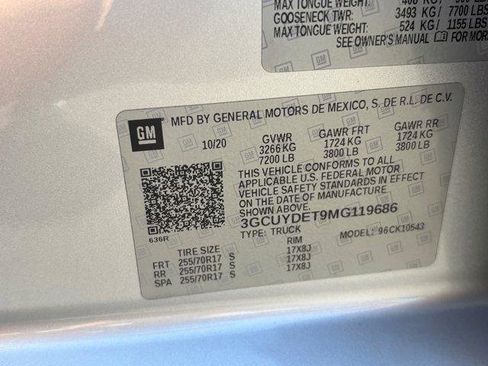 MAX TONGUE WEIGHT:
GOOSENECK TWR: 3493 KG / 7700 LBS
MAX TONGUE WEIGHT: 524 KG / 1155 LBS
SEE OWNER'S MANUAL FOR MORE
GM
MFD BY GENERAL MOTORS DE MEXICO, S. DE R.L. DE C.V.
10/20 GVWR GAWR FRT GAWR RR
3266KG 1724KG 1724KG
7200 LB 3800 LB 3800 LB
THIS VEHICLE CONFORMS TO ALL
APPLICABLE U.S. FEDERAL MOTOR
VEHICLE SAFETY STANDARDS IN EFFECT
ON THE DATE OF MANUFACTURE
SHOWN ABOVE.
3GCUYDET9MG119686
TYPE: TRUCK MODEL: 96CK10543
636R
TIRE SIZE RIM
FRT 255/70R17 S 17X8J
RR 255/70R17 S 17X8J
SPA 255/70R17 S 17X8J